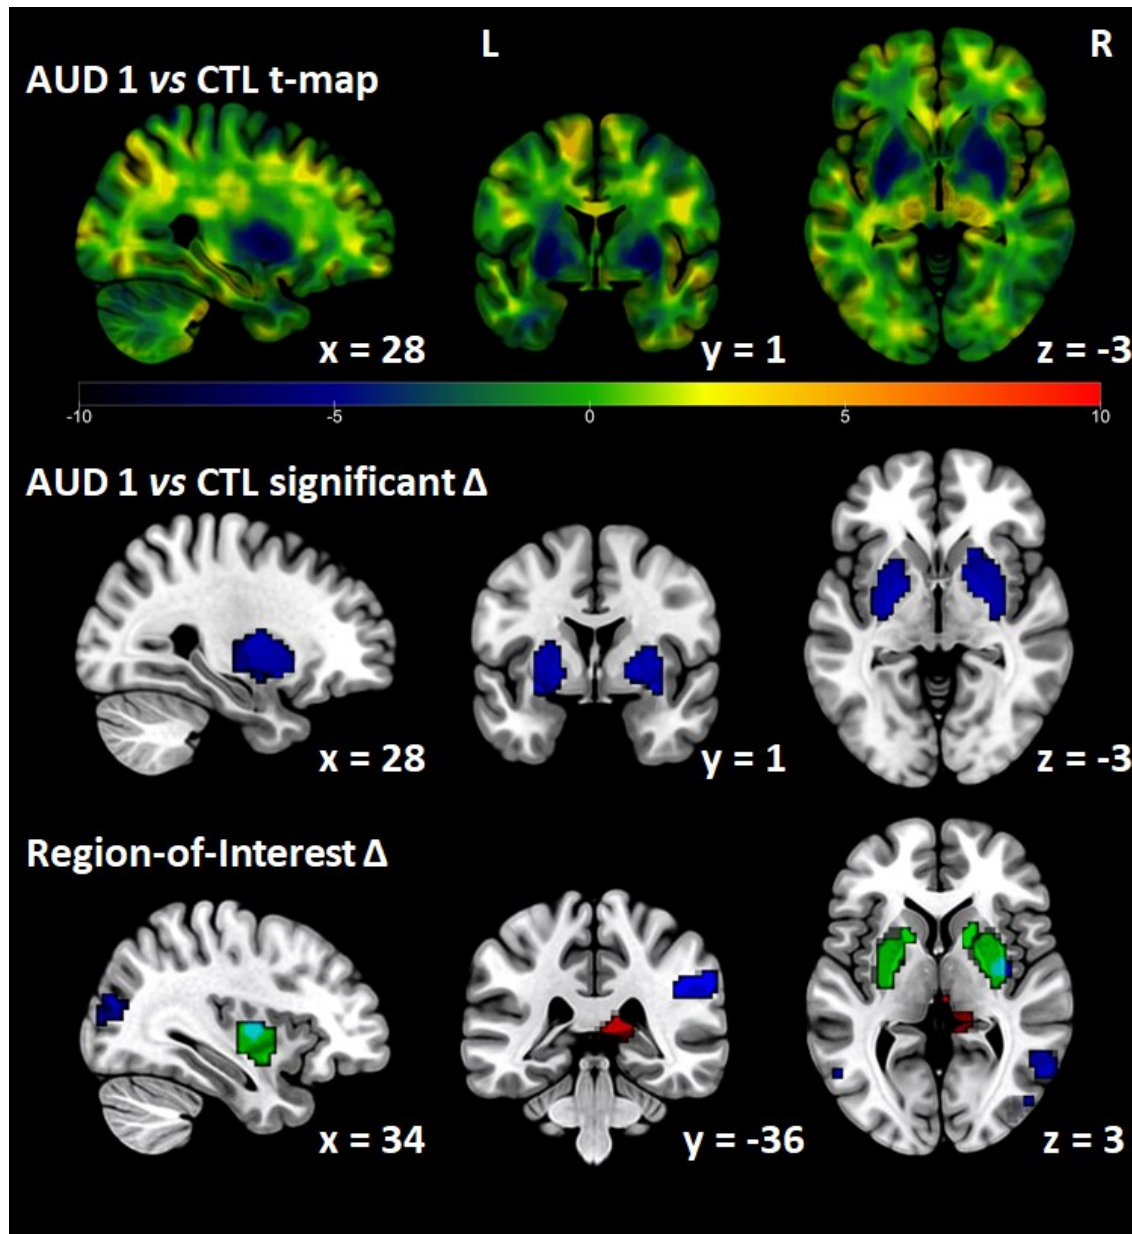 L
R
AUD 1 vs CTL t-map
x = 28
y = 1
z = -3
-10
-5
0
5
10
AUD 1 vs CTL significant Δ
x = 28
y = 1
z = -3
Region-of-Interest Δ
x = 34
y = -36
z = 3